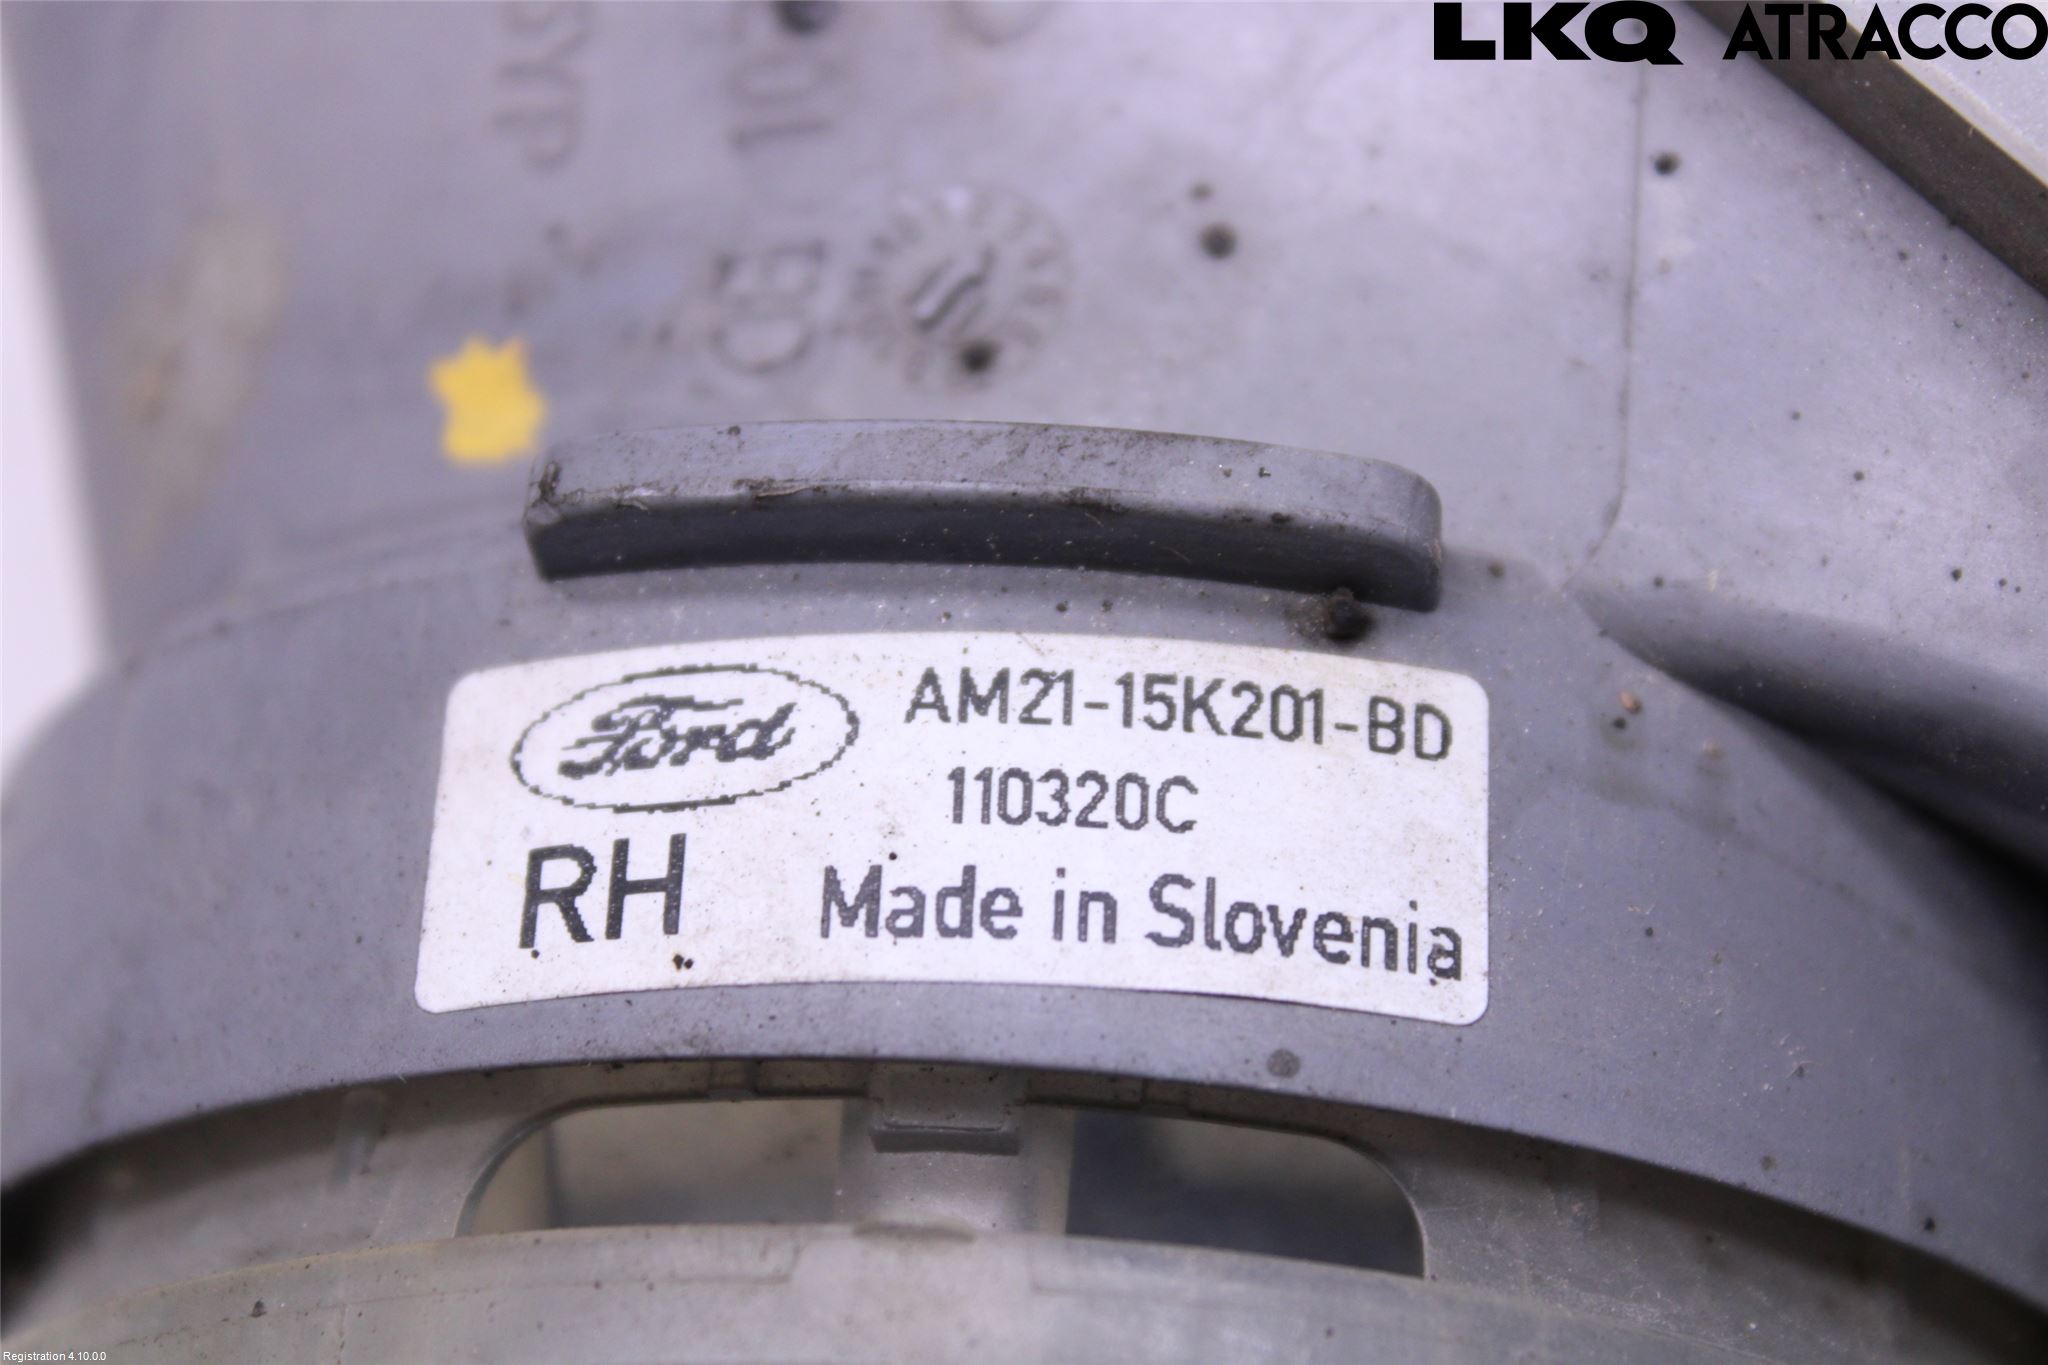 LKQ ATRACCO
Ford
AM21-15K201-BD
110320C
RH
Made in Slovenia
Registration 4.10.0.0